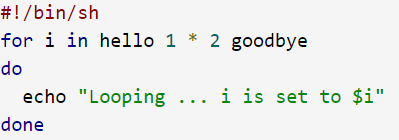 #!/bin/sh
for i in hello 1 * 2 goodbye
do
  echo "Looping ... i is set to $i"
done